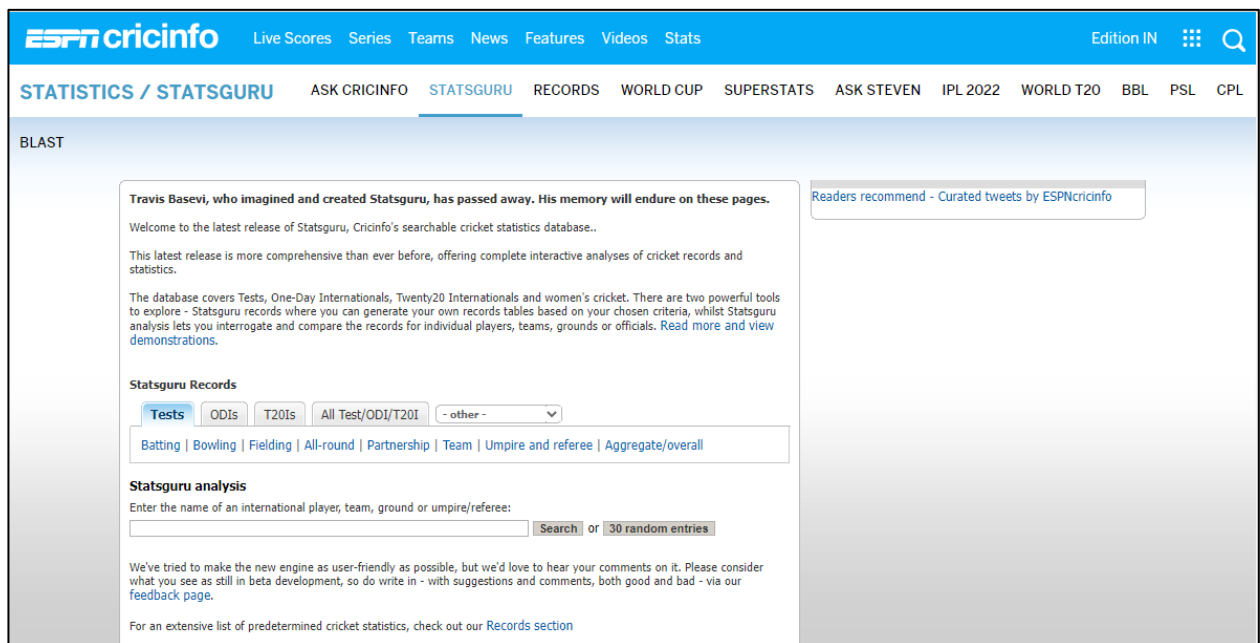 ESPN cricinfo Live Scores Series Teams News Features Videos Stats Edition IN
STATISTICS / STATSGURU ASK CRICINFO STATSGURU RECORDS WORLD CUP SUPERSTATS ASK STEVEN IPL 2022 WORLD T20 BBL PSL CPL
BLAST
Travis Basevi, who imagined and created Statsguru, has passed away. His memory will endure on these pages.
Welcome to the latest release of Statsguru, Cricinfo's searchable cricket statistics database..
This latest release is more comprehensive than ever before, offering complete interactive analyses of cricket records and
statistics.
The database covers Tests, One-Day Internationals, Twenty20 Internationals and women's cricket. There are two powerful tools
to explore - Statsguru records where you can generate your own records tables based on your chosen criteria, whilst Statsguru
analysis lets you interrogate and compare the records for individual players, teams, grounds or officials. Read more and view
demonstrations.
Statsguru Records
Tests ODIs T20Is All Test/ODI/T20I - other -
Batting | Bowling | Fielding | All-round | Partnership | Team | Umpire and referee | Aggregate/overall
Statsguru analysis
Enter the name of an international player, team, ground or umpire/referee:
Search or 30 random entries
We've tried to make the new engine as user-friendly as possible, but we'd love to hear your comments on it. Please consider
what you see as still in beta development, so do write in - with suggestions and comments, both good and bad - via our
feedback page.
For an extensive list of predetermined cricket statistics, check out our Records section
Readers recommend - Curated tweets by ESPNcricinfo